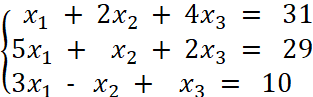 x₁ + 2x₂ + 4x₃ = 31
5x₁ + x₂ + 2x₃ = 29
3x₁ - x₂ + x₃ = 10